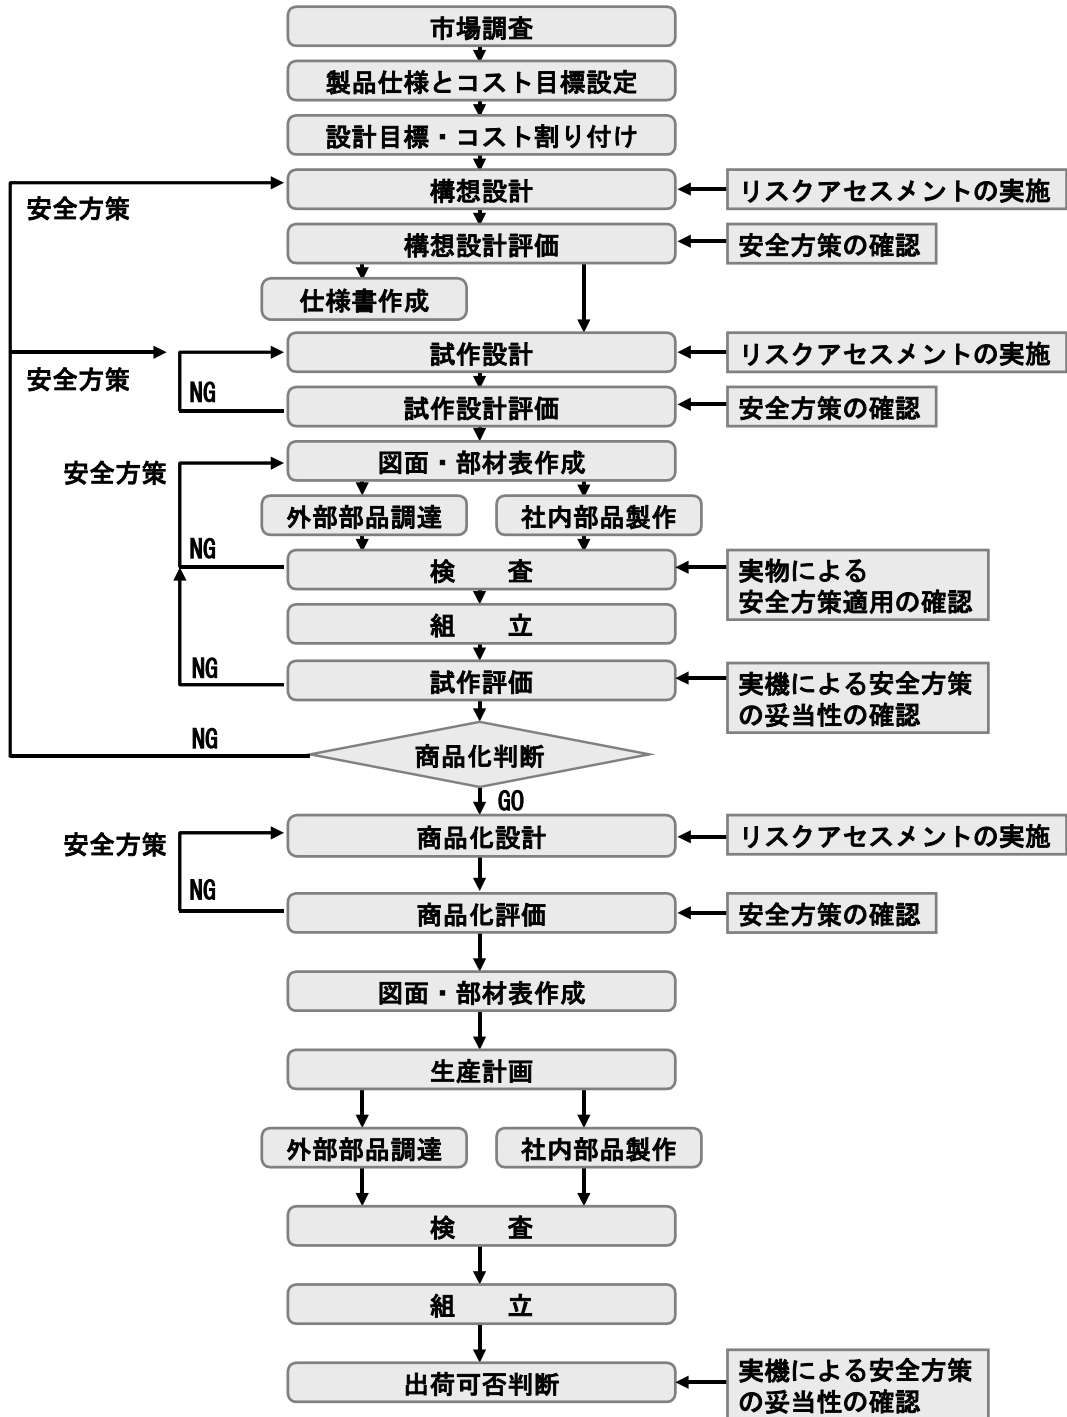 市場調査
製品仕様とコスト目標設定
設計目標・コスト割り付け
構想設計
リスクアセスメントの実施
安全方策
構想設計評価
安全方策の確認
仕様書作成
試作設計
リスクアセスメントの実施
安全方策
NG
試作設計評価
安全方策の確認
図面・部材表作成
安全方策
外部部品調達
社内部品製作
NG
検　　査
実物による
安全方策適用の確認
組　　立
NG
試作評価
実機による安全方策
の妥当性の確認
NG
商品化判断
GO
商品化設計
リスクアセスメントの実施
安全方策
NG
商品化評価
安全方策の確認
図面・部材表作成
生産計画
外部部品調達
社内部品製作
検　　査
組　　立
出荷可否判断
実機による安全方策
の妥当性の確認